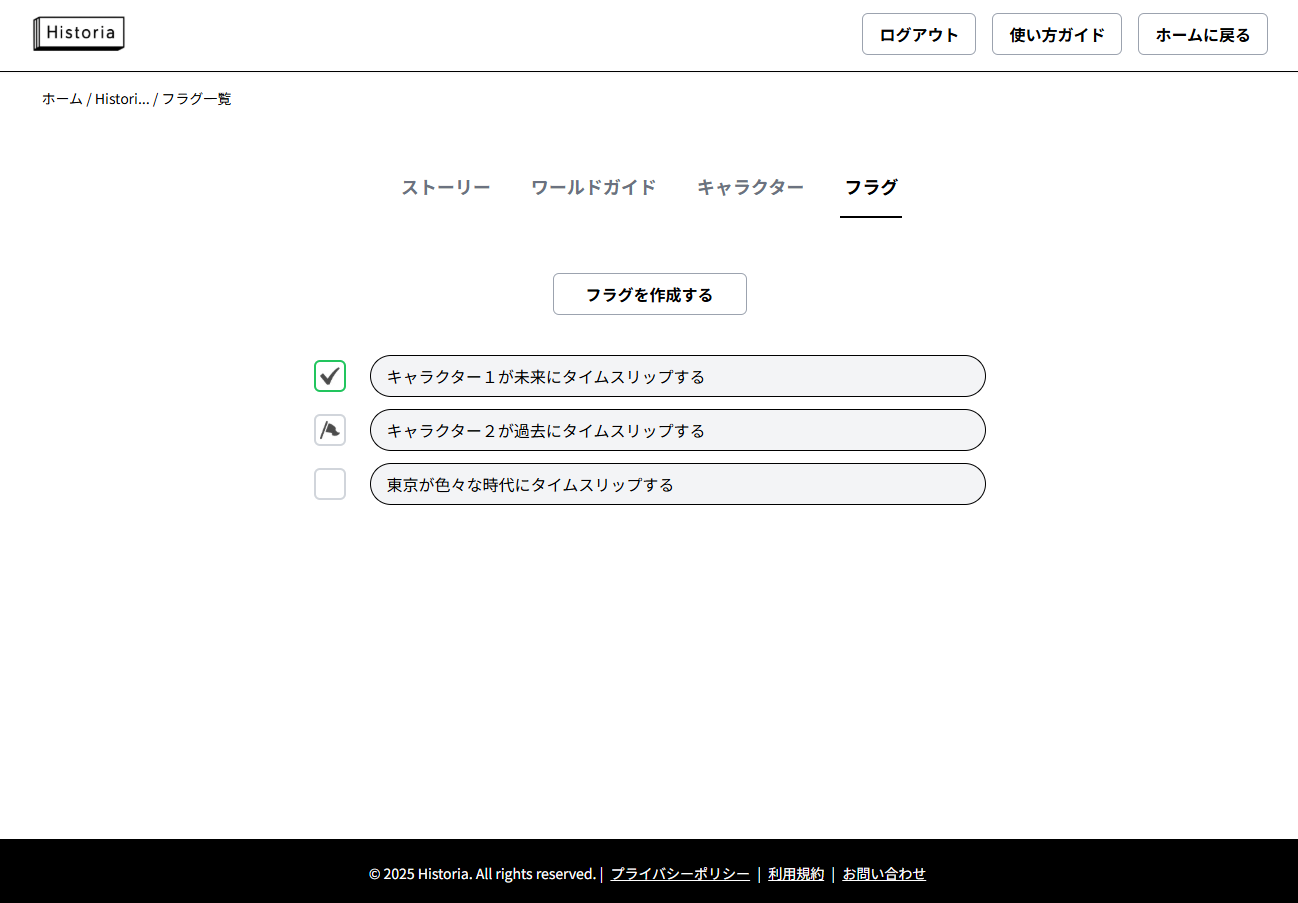 Historia
ログアウト 使い方ガイド ホームに戻る
ホーム / Histori... / フラグ一覧
ストーリー ワールドガイド キャラクター フラグ
フラグを作成する
キャラクター１が未来にタイムスリップする
キャラクター２が過去にタイムスリップする
東京が色々な時代にタイムスリップする
© 2025 Historia. All rights reserved. | プライバシーポリシー | 利用規約 | お問い合わせ